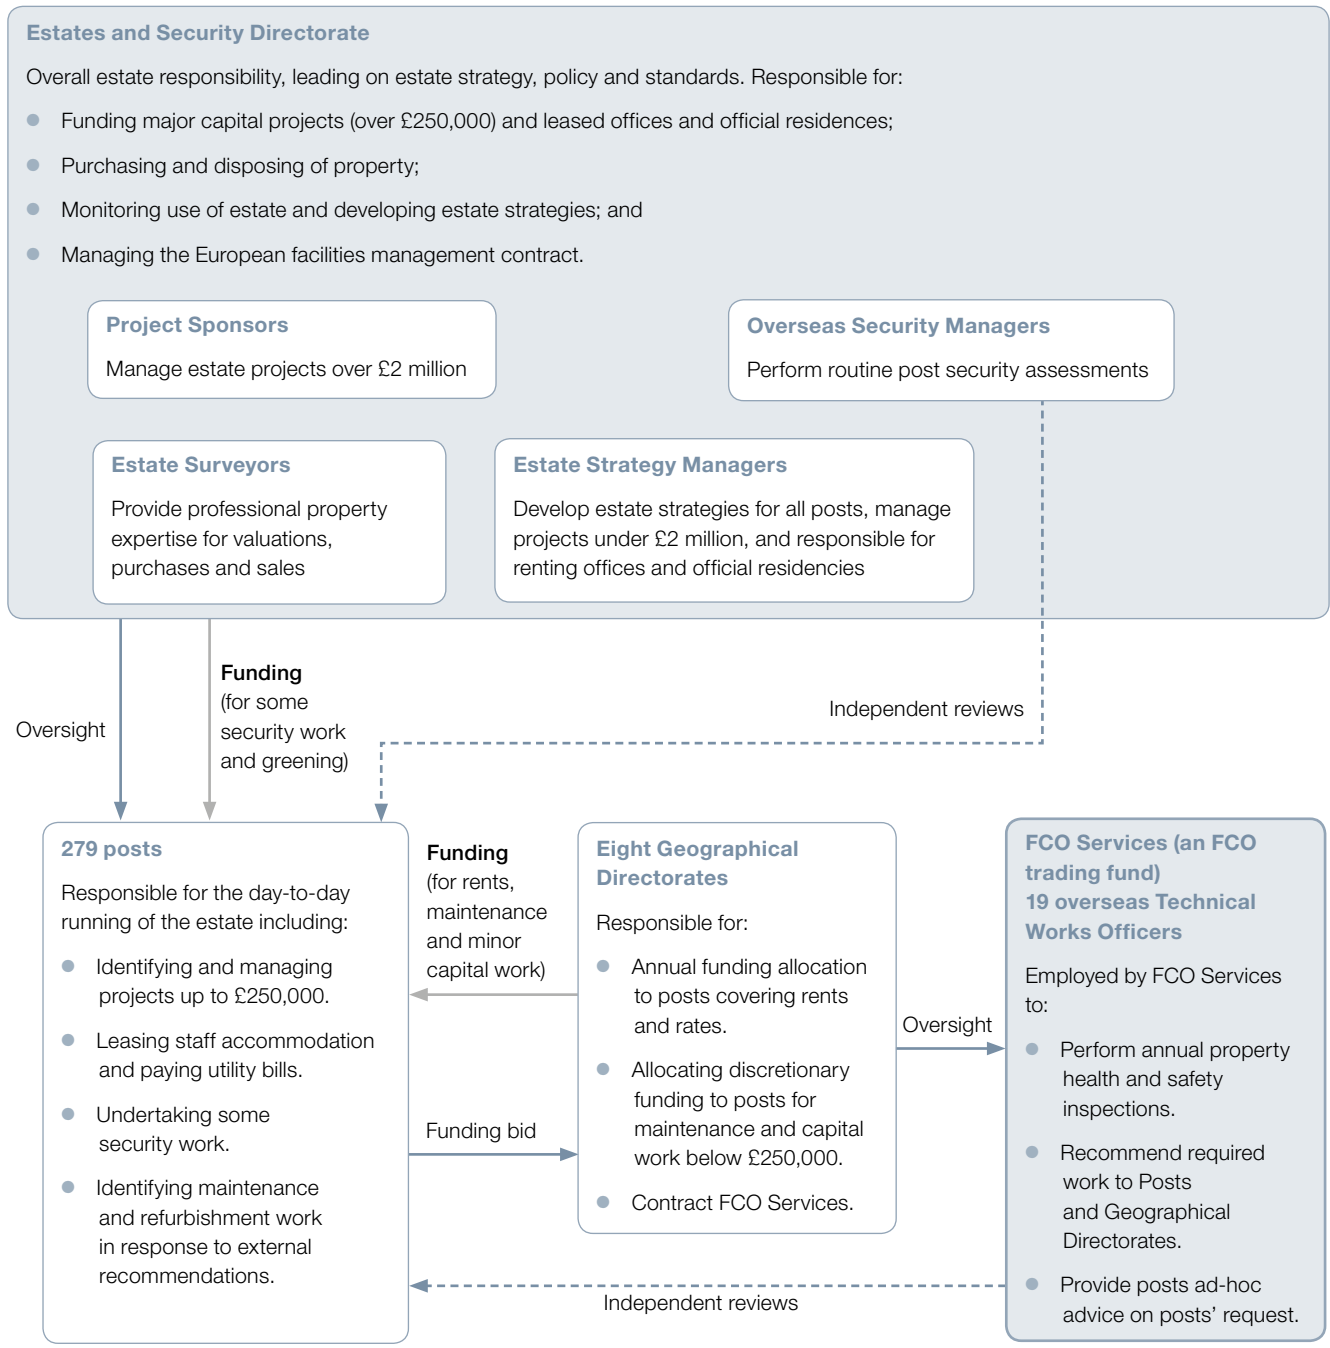 Estates and Security Directorate
Overall estate responsibility, leading on estate strategy, policy and standards. Responsible for:
● Funding major capital projects (over £250,000) and leased offices and official residences;
● Purchasing and disposing of property;
● Monitoring use of estate and developing estate strategies; and
● Managing the European facilities management contract.
Project Sponsors
Manage estate projects over £2 million
Overseas Security Managers
Perform routine post security assessments
Estate Surveyors
Provide professional property
expertise for valuations,
purchases and sales
Estate Strategy Managers
Develop estate strategies for all posts, manage
projects under £2 million, and responsible for
renting offices and official residencies
Oversight
Funding
(for some
security work
and greening)
Independent reviews
279 posts
Responsible for the day-to-day
running of the estate including:
● Identifying and managing
projects up to £250,000.
● Leasing staff accommodation
and paying utility bills.
● Undertaking some
security work.
● Identifying maintenance
and refurbishment work
in response to external
recommendations.
Funding
(for rents,
maintenance
and minor
capital work)
Funding bid
Eight Geographical
Directorates
Responsible for:
● Annual funding allocation
to posts covering rents
and rates.
● Allocating discretionary
funding to posts for
maintenance and capital
work below £250,000.
● Contract FCO Services.
Oversight
FCO Services (an FCO
trading fund)
19 overseas Technical
Works Officers
Employed by FCO Services
to:
● Perform annual property
health and safety
inspections.
● Recommend required
work to Posts
and Geographical
Directorates.
● Provide posts ad-hoc
advice on posts' request.
Independent reviews